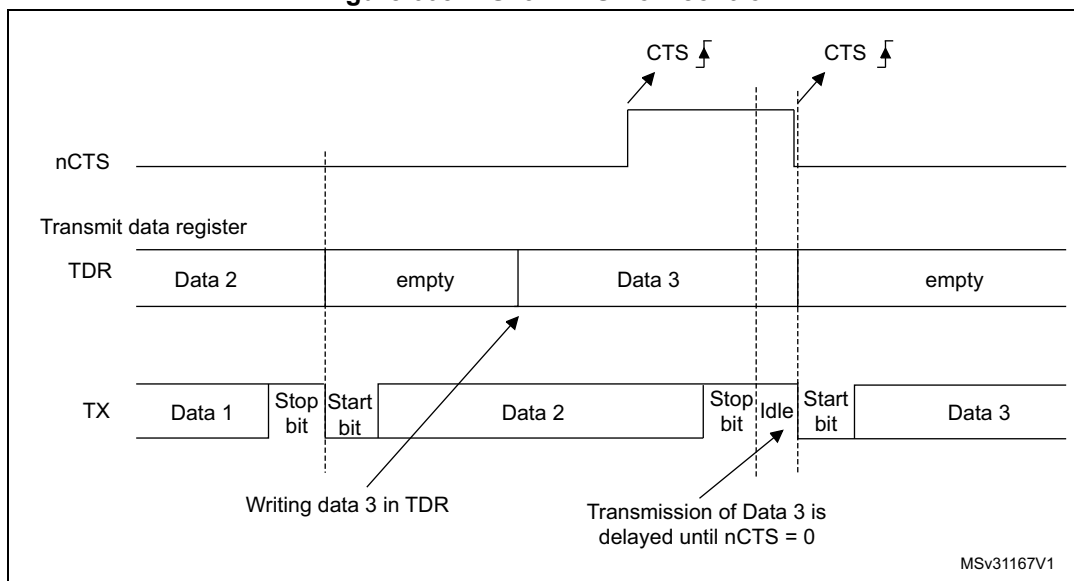 CTS CTS
nCTS
Transmit data register
TDR Data 2 empty Data 3 empty
TX Data 1 Stop bit Start bit Data 2 Stop bit Idle Start bit Data 3
Writing data 3 in TDR
Transmission of Data 3 is
delayed until nCTS = 0
MSv31167V1